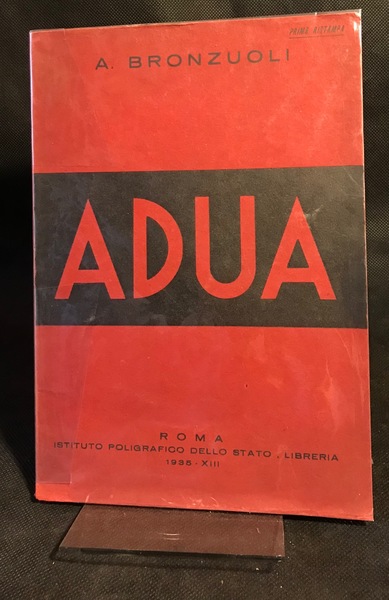 PRIMA RISTAMPA
A. BRONZUOLI
ADUA
ROMA
ISTITUTO POLIGRAFICO DELLO STATO . LIBRERIA
1935 - XIII